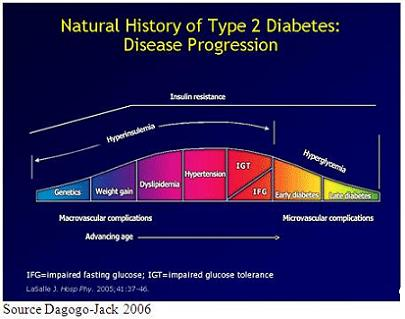 Natural History of Type 2 Diabetes:
Disease Progression
Insulin resistance
Hyperinsulemia
Hyperglycemia
Genetics
Weight gain
Dyslipidemia
Hypertension
IGT
IFG
Early diabetes
Late diabetes
Macrovascular complications
Microvascular complications
Advancing age
IFG=impaired fasting glucose; IGT=impaired glucose tolerance
LaSalle J. Hosp Phy. 2005;41:37-46.
Source Dagogo-Jack 2006